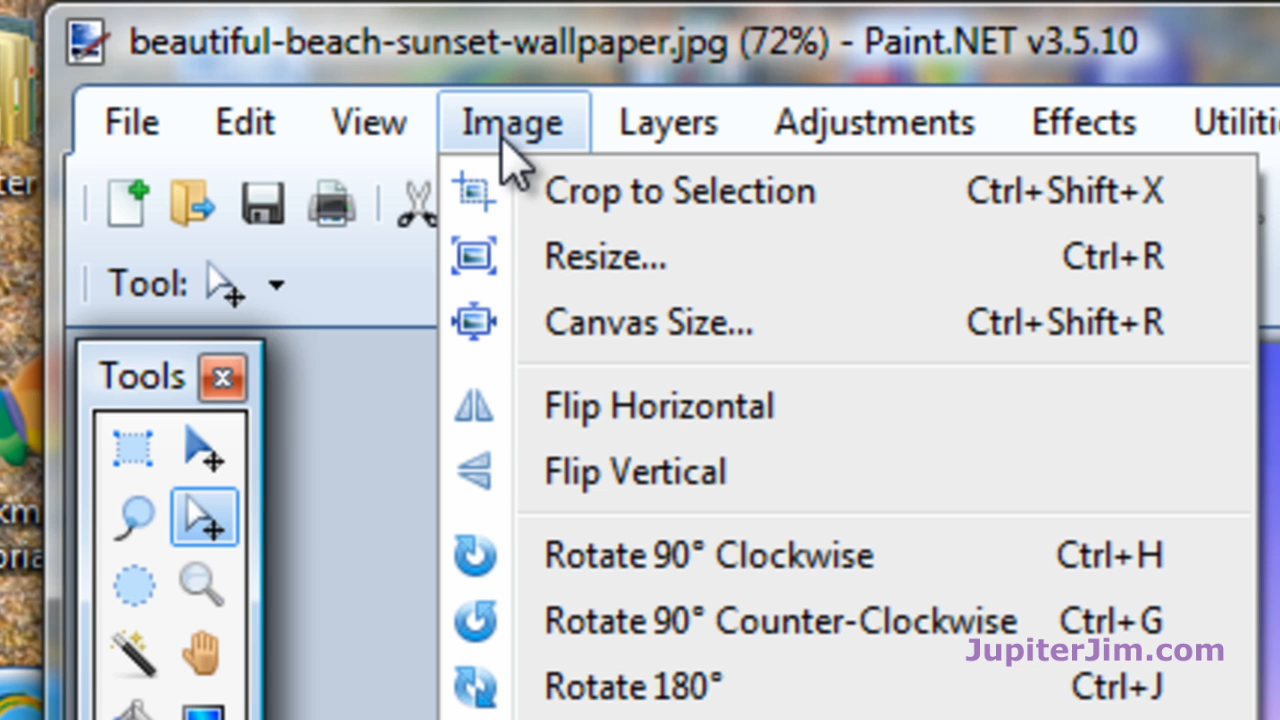 beautiful-beach-sunset-wallpaper.jpg (72%) - Paint.NET v3.5.10
File Edit View Image Layers Adjustments Effects
Crop to Selection Ctrl+Shift+X
Resize... Ctrl+R
Tool:
Canvas Size... Ctrl+Shift+R
Tools
Flip Horizontal
Flip Vertical
Rotate 90° Clockwise Ctrl+H
Rotate 90° Counter-Clockwise Ctrl+G
JupiterJim.com
Rotate 180° Ctrl+J